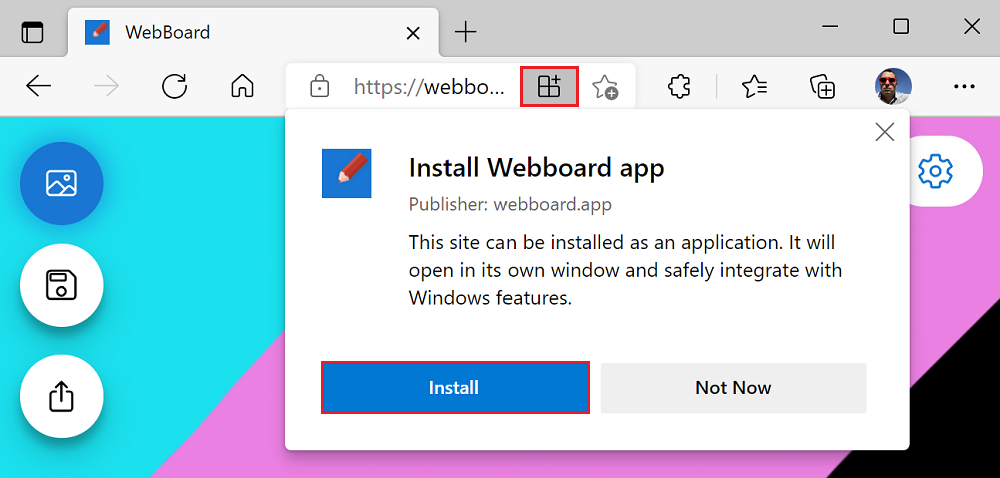 WebBoard
https://webbo...
Install Webboard app
Publisher: webboard.app
This site can be installed as an application. It will
open in its own window and safely integrate with
Windows features.
Install
Not Now